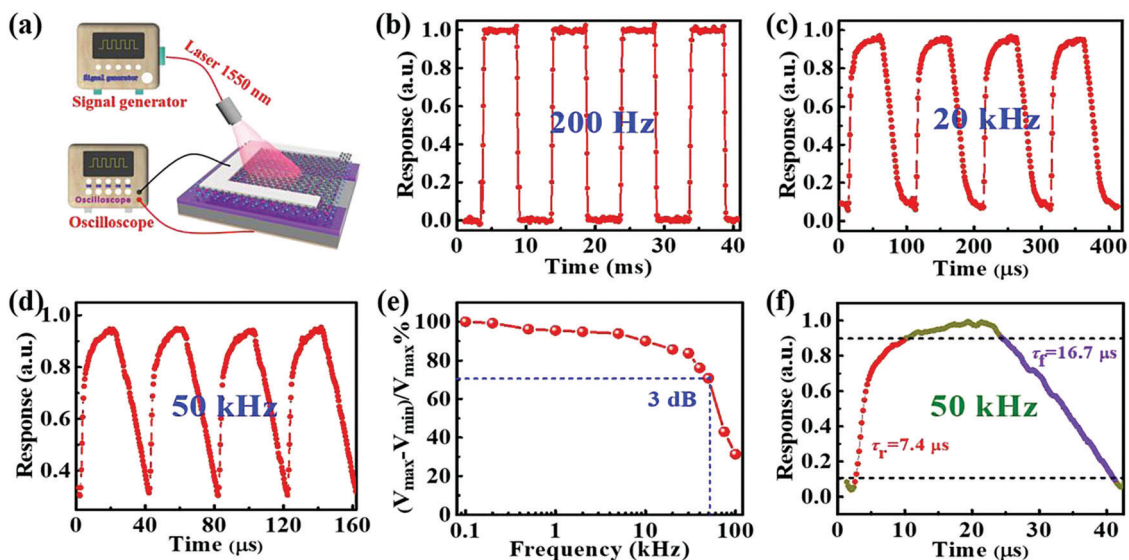 (a)
Signal generator
Signal generator
Laser 1550 nm
Oscilloscope
Oscilloscope
(b)
Response (a.u.)
1.0
0.8
0.6
0.4
0.2
0.0
200 Hz
0 10 20 30 40
Time (ms)
(c)
Response (a.u.)
1.0
0.8
0.6
0.4
0.2
0.0
20 kHz
0 100 200 300 400
Time (μs)
(d)
Response (a.u.)
1.0
0.8
0.6
0.4
50 kHz
0 40 80 120 160
Time (μs)
(e)
(Vmax-Vmin)/Vmax%
100
80
60
40
20
0
3 dB
0.1 1 10 100
Frequency (kHz)
(f)
Response (a.u.)
1.0
0.8
0.6
0.4
0.2
0.0
τf=16.7 μs
50 kHz
τr=7.4 μs
0 10 20 30 40
Time (μs)